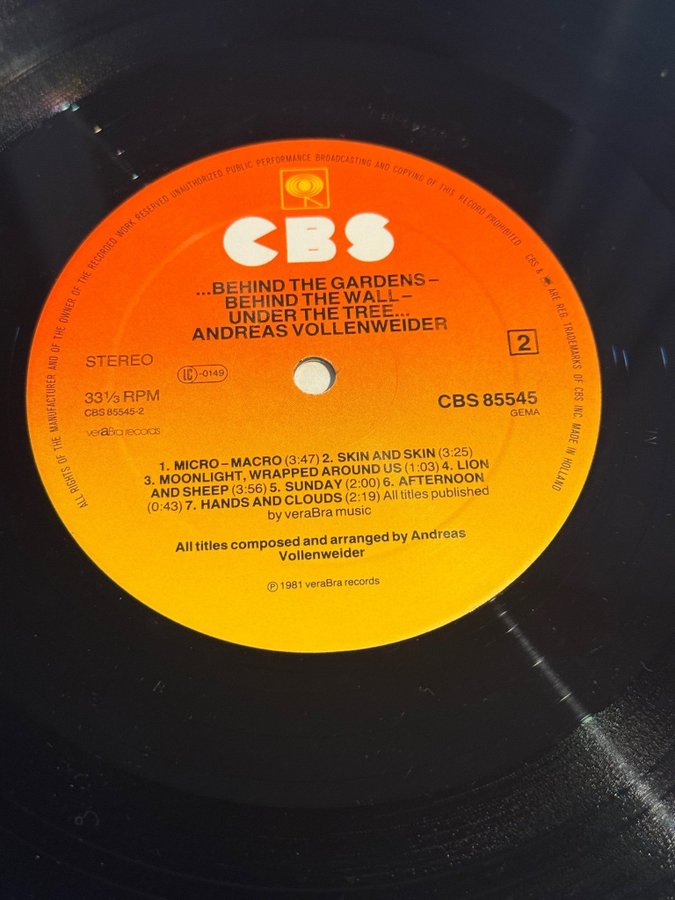 ALL RIGHTS OF THE MANUFACTURER AND OF THE OWNER OF THE RECORDED WORK RESERVED UNAUTHORIZED PUBLIC PERFORMANCE BROADCASTING AND COPYING OF THIS RECORD PROHIBITED
CBS & ARE REG. TRADEMARKS OF CBS INC. MADE IN HOLLAND
CBS
...BEHIND THE GARDENS–
BEHIND THE WALL–
UNDER THE TREE...
ANDREAS VOLLENWEIDER
STEREO
LC-0149
2
33⅓ RPM
CBS 85545-2
veraBra records
CBS 85545
GEMA
1. MICRO–MACRO (3:47) 2. SKIN AND SKIN (3:25)
3. MOONLIGHT, WRAPPED AROUND US (1:03) 4. LION
AND SHEEP (3:56) 5. SUNDAY (2:00) 6. AFTERNOON
(0:43) 7. HANDS AND CLOUDS (2:19) All titles published
by veraBra music
All titles composed and arranged by Andreas
Vollenweider
℗ 1981 veraBra records